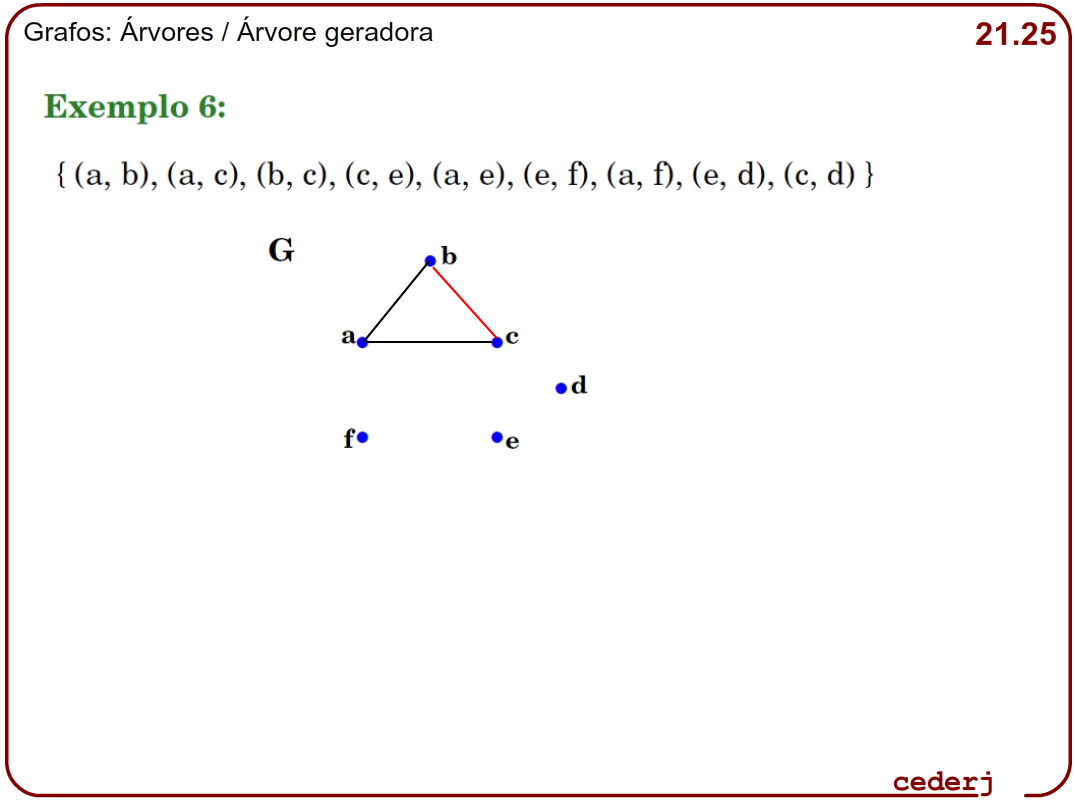 Grafos: Árvores / Árvore geradora
21.25
Exemplo 6:
{ (a, b), (a, c), (b, c), (c, e), (a, e), (e, f), (a, f), (e, d), (c, d) }
G
b
a
c
d
f
e
cederj